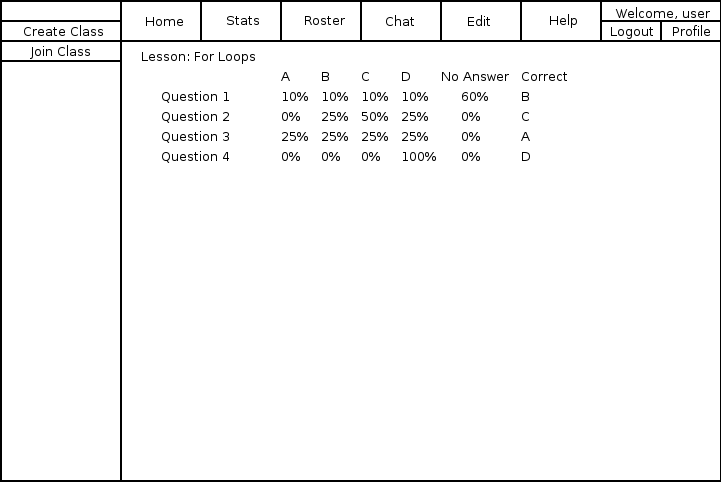 Home Stats Roster Chat Edit Help Welcome, user
Create Class Logout Profile
Join Class
Lesson: For Loops
A B C D No Answer Correct
Question 1 10% 10% 10% 10% 60% B
Question 2 0% 25% 50% 25% 0% C
Question 3 25% 25% 25% 25% 0% A
Question 4 0% 0% 0% 100% 0% D